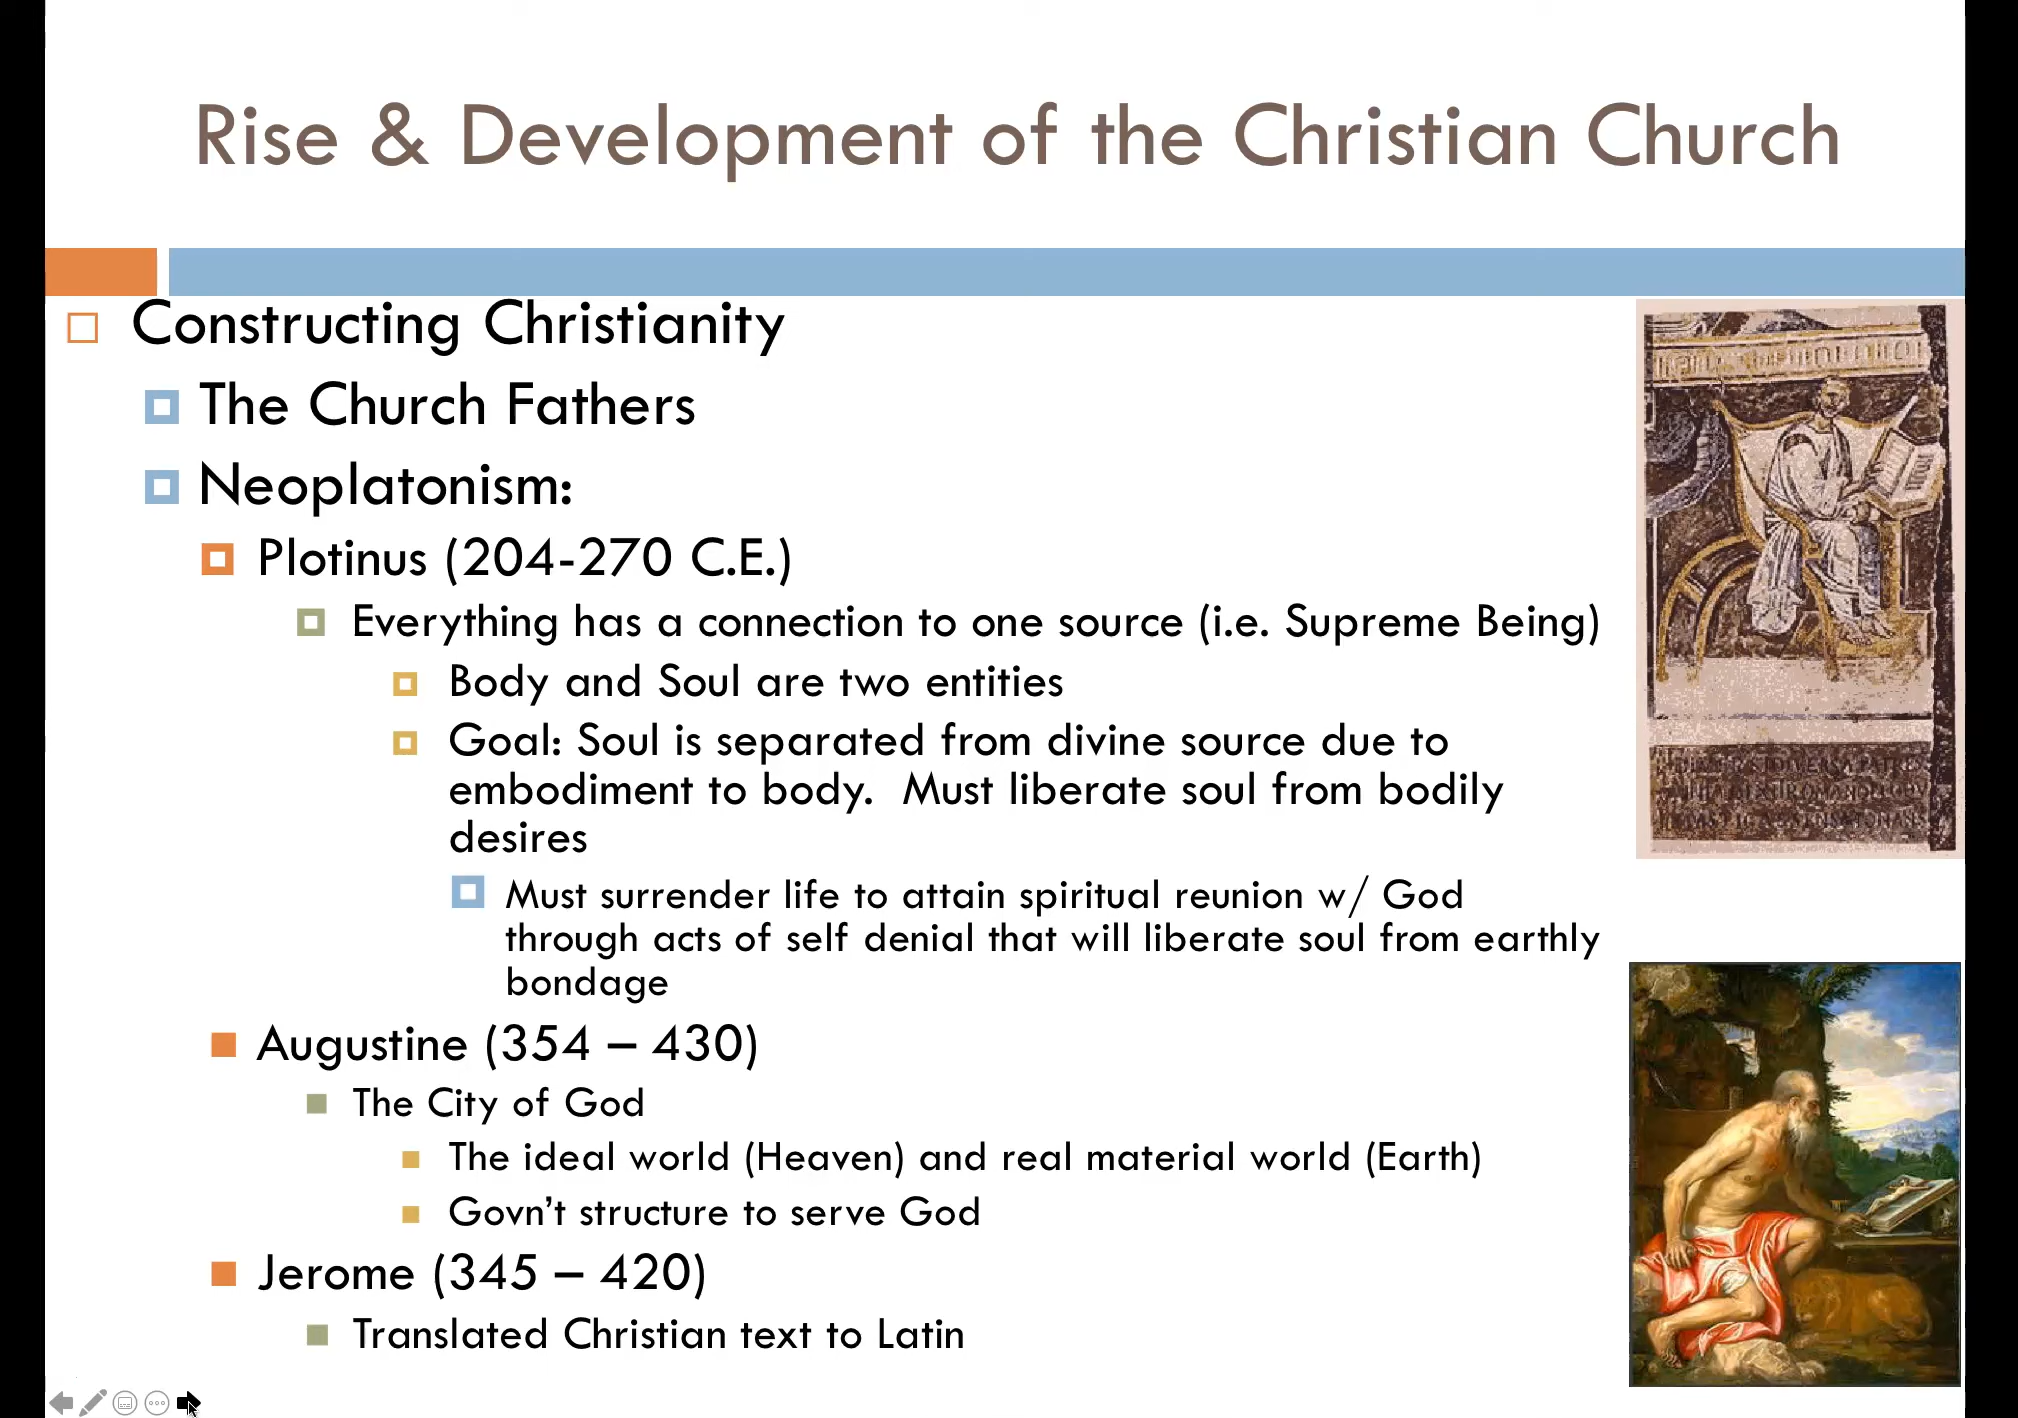 Rise & Development of the Christian Church
Constructing Christianity
The Church Fathers
Neoplatonism:
Plotinus (204-270 C.E.)
Everything has a connection to one source (i.e. Supreme Being)
Body and Soul are two entities
Goal: Soul is separated from divine source due to
embodiment to body.  Must liberate soul from bodily
desires
Must surrender life to attain spiritual reunion w/ God
through acts of self denial that will liberate soul from earthly
bondage
Augustine (354 – 430)
The City of God
The ideal world (Heaven) and real material world (Earth)
Govn’t structure to serve God
Jerome (345 – 420)
Translated Christian text to Latin